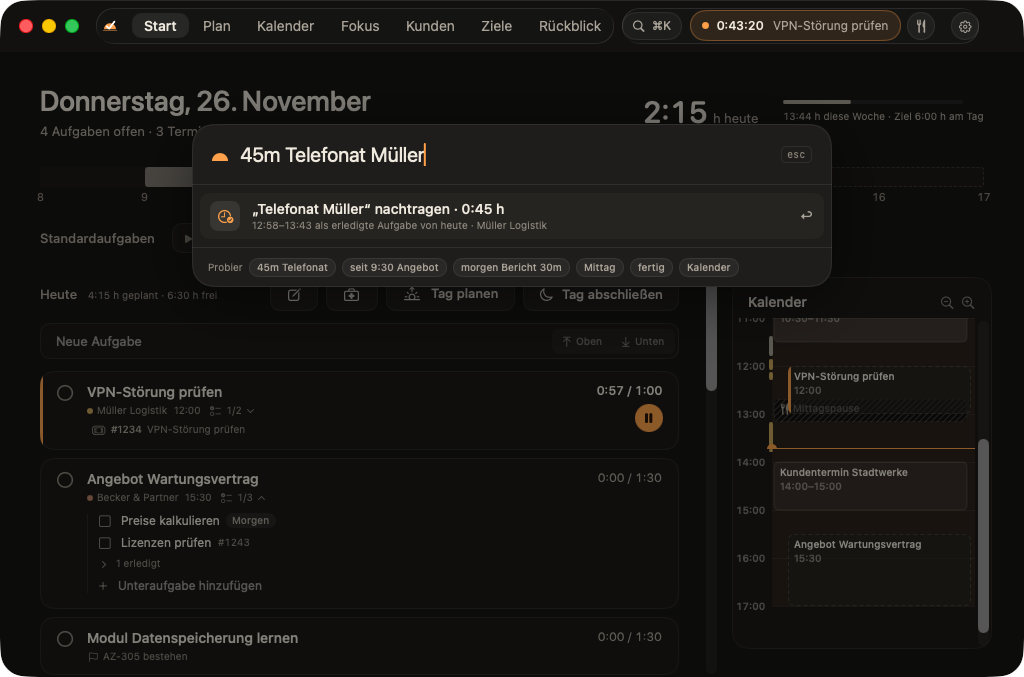 Start Plan Kalender Fokus Kunden Ziele Rückblick ⌘K 0:43:20 VPN-Störung prüfen
Donnerstag, 26. November
4 Aufgaben offen · 3 Termi
2:15 h heute
13:44 h diese Woche · Ziel 6:00 h am Tag
45m Telefonat Müller
esc
„Telefonat Müller“ nachtragen · 0:45 h
12:58–13:43 als erledigte Aufgabe von heute · Müller Logistik
Probier 45m Telefonat seit 9:30 Angebot morgen Bericht 30m Mittag fertig Kalender
8 9 16 17
Standardaufgaben
Heute 4:15 h geplant · 6:30 h frei
Tag planen
Tag abschließen
Neue Aufgabe
Oben Unten
VPN-Störung prüfen
0:57 / 1:00
Müller Logistik 12:00 1/2
#1234 VPN-Störung prüfen
Angebot Wartungsvertrag
0:00 / 1:30
Becker & Partner 15:30 1/3
Preise kalkulieren Morgen
Lizenzen prüfen #1243
1 erledigt
Unteraufgabe hinzufügen
Modul Datenspeicherung lernen
0:00 / 1:30
AZ-305 bestehen
Kalender
11:00
10:30–11:30
12:00
VPN-Störung prüfen
12:00
Mittagspause
13:00
14:00
Kundentermin Stadtwerke
14:00–15:00
15:00
Angebot Wartungsvertrag
15:30
16:00
17:00